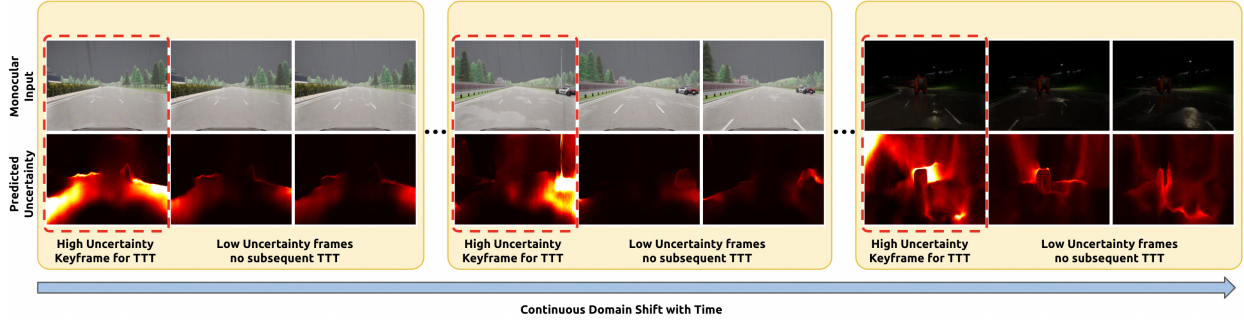 Monocular
Input
Predicted
Uncertainty
High Uncertainty
Keyframe for TTT
Low Uncertainty frames
no subsequent TTT
High Uncertainty
Keyframe for TTT
Low Uncertainty frames
no subsequent TTT
High Uncertainty
Keyframe for TTT
Low Uncertainty frames
no subsequent TTT
Continuous Domain Shift with Time